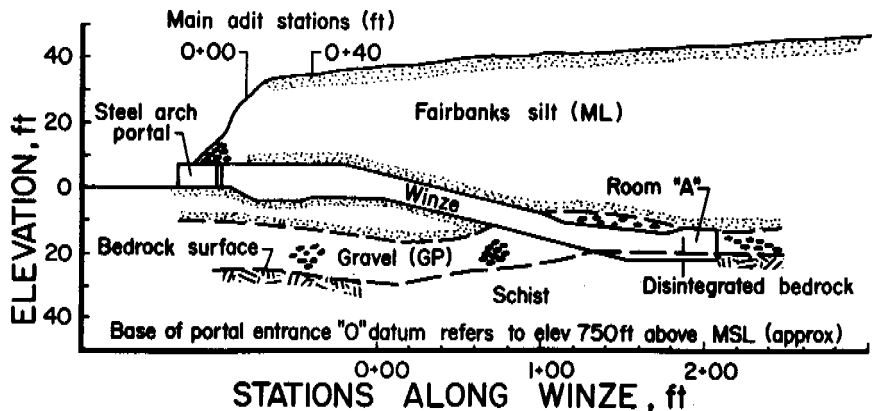 Main adit stations (ft)
0+00
0+40
40
20
0
20
40
ELEVATION, ft
Steel arch
portal
Fairbanks silt (ML)
Winze
Room "A"
Bedrock surface
Gravel (GP)
Schist
Disintegrated bedrock
Base of portal entrance "0" datum refers to elev 750ft above MSL (approx)
0+00
1+00
2+00
STATIONS ALONG WINZE, ft